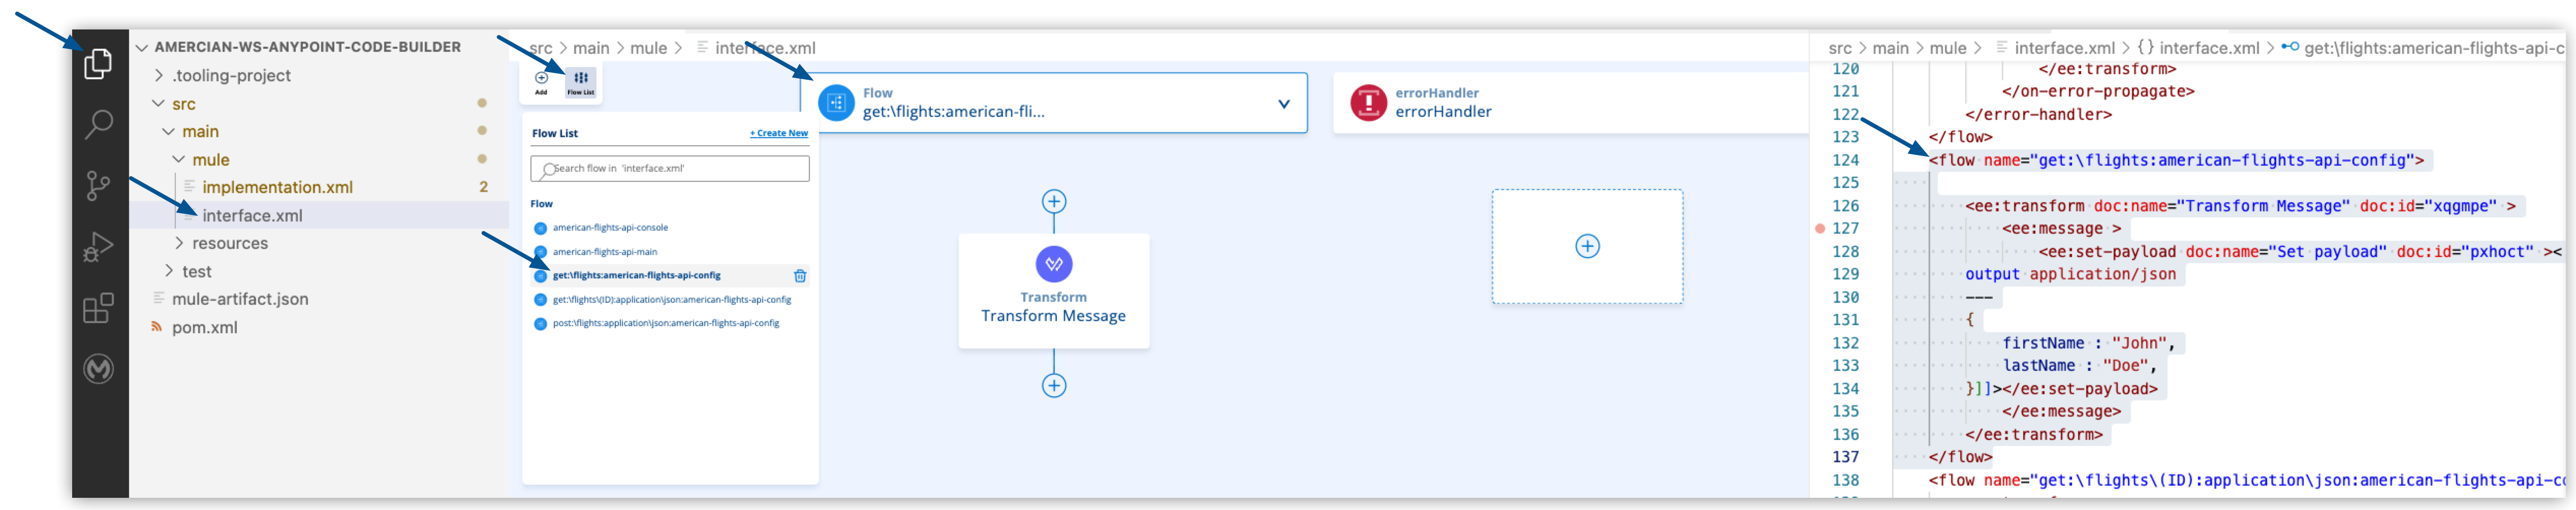 AMERCIAN-WS-ANYPOINT-CODE-BUILDER
.tooling-project
src
main
mule
implementation.xml 2
interface.xml
resources
test
mule-artifact.json
pom.xml
src > main > mule > interface.xml
Add
Flow List
Flow List + Create New
Search flow in 'interface.xml'
Flow
american-flights-api-console
american-flights-api-main
get:\flights:american-flights-api-config
get:\flights\(ID):application\json:american-flights-api-config
post:\flights:application\json:american-flights-api-config
Flow
get:\flights:american-fli...
errorHandler
errorHandler
Transform
Transform Message
src > main > mule > interface.xml > {} interface.xml > get:\flights:american-flights-api-c
120 </ee:transform>
121 </on-error-propagate>
122 </error-handler>
123 </flow>
124 <flow name="get:\flights:american-flights-api-config">
125
126 <ee:transform doc:name="Transform Message" doc:id="xqgmpe" >
127 <ee:message >
128 <ee:set-payload doc:name="Set payload" doc:id="pxhoct" ><
129 output application/json
130 ---
131 {
132 firstName : "John",
133 lastName : "Doe",
134 }]]></ee:set-payload>
135 </ee:message>
136 </ee:transform>
137 </flow>
138 <flow name="get:\flights\(ID):application\json:american-flights-api-co